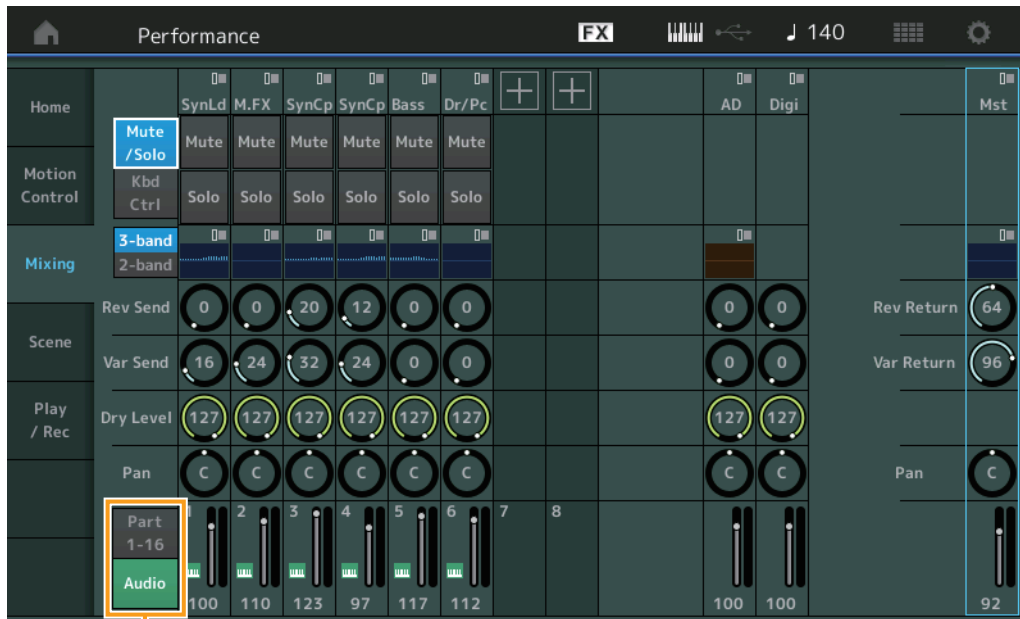 Performance FX 140
SynLd M.FX SynCp SynCp Bass Dr/Pc AD Digi Mst
Home
Mute /Solo
Mute Mute Mute Mute Mute Mute
Motion Control
Kbd Ctrl
Solo Solo Solo Solo Solo Solo
Mixing
3-band
2-band
Rev Send 0 0 20 12 0 0 0 0 Rev Return 64
Scene
Var Send 16 24 32 24 0 0 0 0 Var Return 96
Play / Rec
Dry Level 127 127 127 127 127 127 127 127
Pan C C C C C C C C Pan C
Part 1-16
1 2 3 4 5 6 7 8
Audio
100 110 123 97 117 112 100 100 92